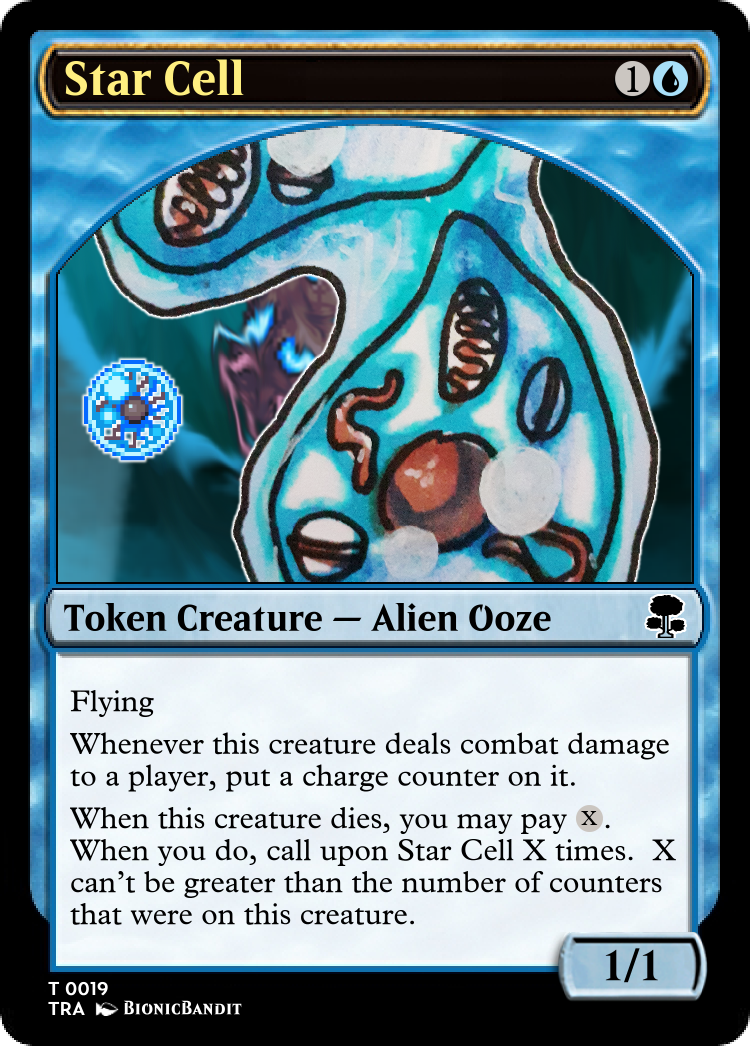 Star Cell 1
Token Creature — Alien Ooze
Flying
Whenever this creature deals combat damage
to a player, put a charge counter on it.
When this creature dies, you may pay X.
When you do, call upon Star Cell X times.  X
can't be greater than the number of counters
that were on this creature.
1/1
T 0019
TRA BionicBandit